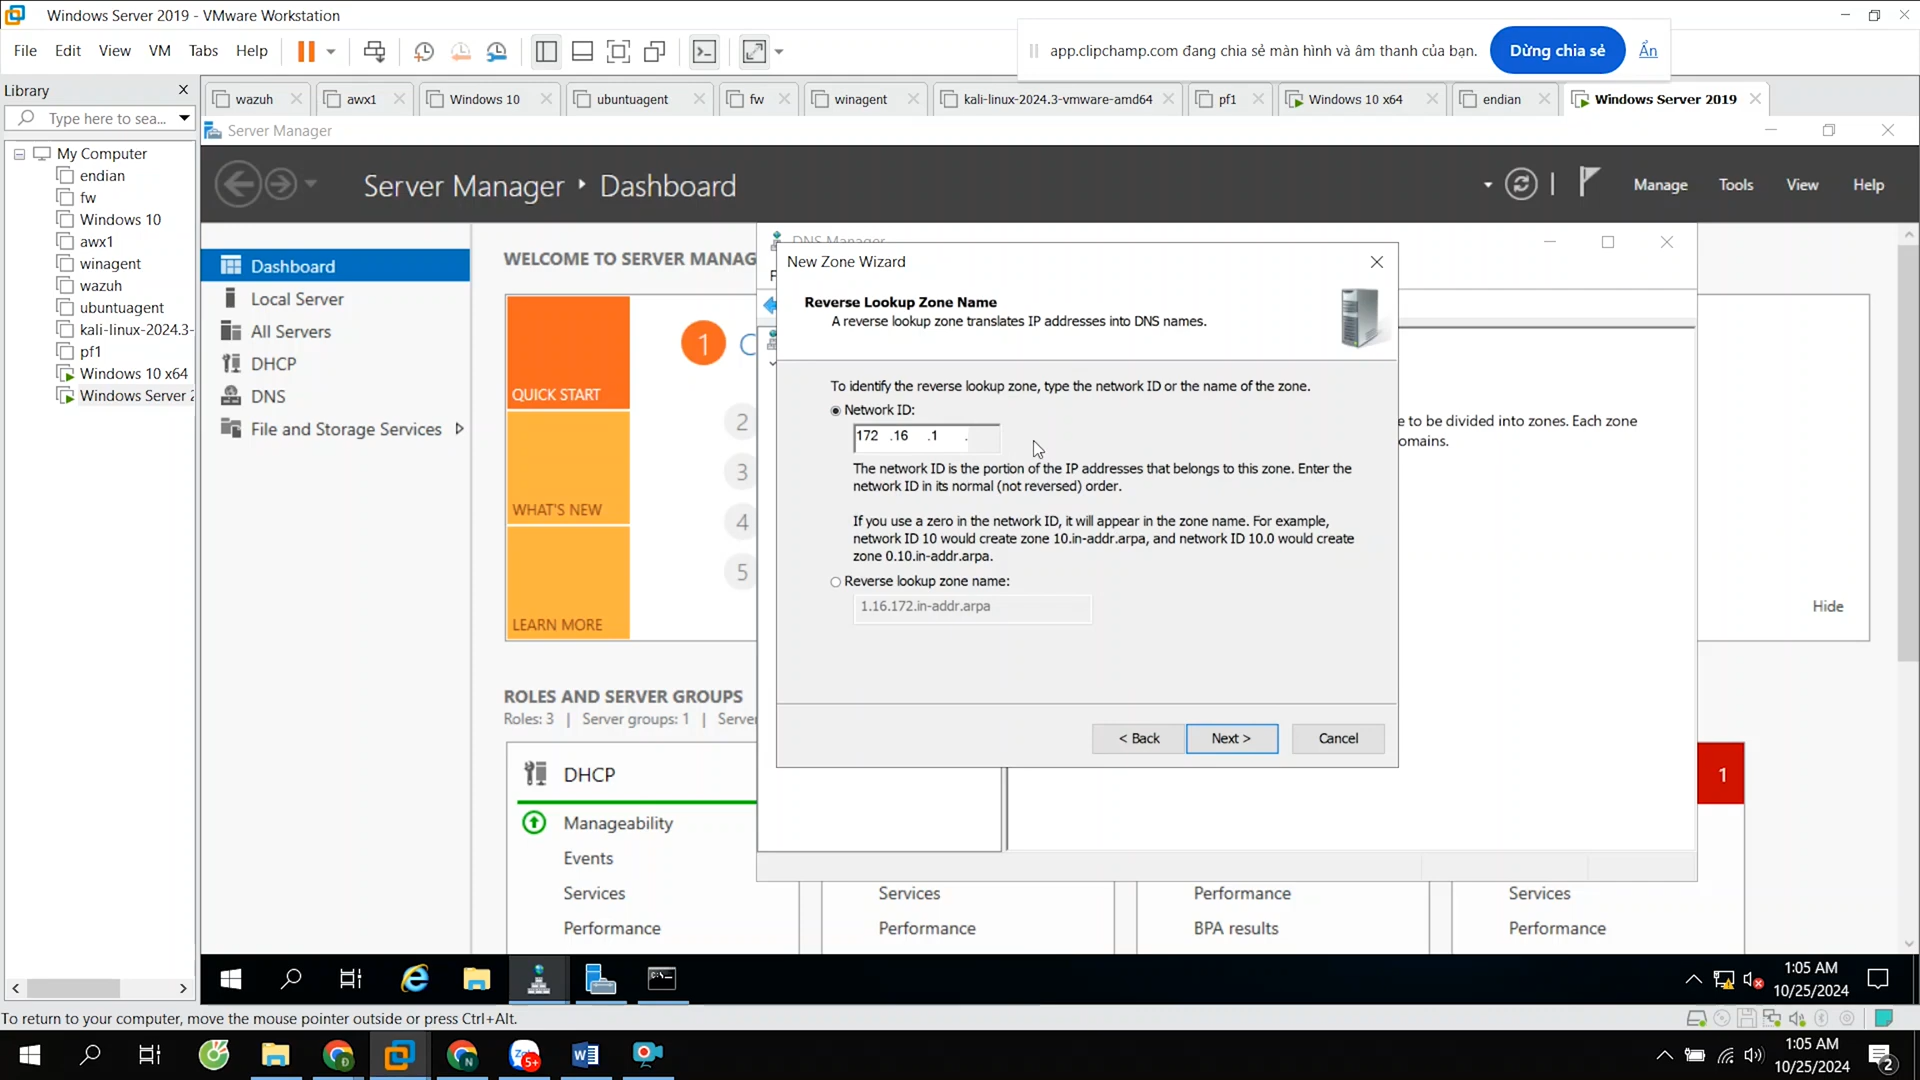 Windows Server 2019 - VMware Workstation
File Edit View VM Tabs Help
app.clipchamp.com đang chia sẻ màn hình và âm thanh của bạn.
Dừng chia sẻ
Ẩn
Library
Type here to sea...
wazuh
awx1
Windows 10
ubuntuagent
fw
winagent
kali-linux-2024.3-vmware-amd64
pf1
Windows 10 x64
endian
Windows Server 2019
My Computer
endian
fw
Windows 10
awx1
winagent
wazuh
ubuntuagent
kali-linux-2024.3-
pf1
Windows 10 x64
Windows Server 2
Server Manager
Server Manager Dashboard
Manage Tools View Help
Dashboard
Local Server
All Servers
DHCP
DNS
File and Storage Services
WELCOME TO SERVER MANAG
QUICK START
WHAT'S NEW
LEARN MORE
1
2
3
4
5
Hide
DNS Manager
New Zone Wizard
Reverse Lookup Zone Name
A reverse lookup zone translates IP addresses into DNS names.
To identify the reverse lookup zone, type the network ID or the name of the zone.
Network ID:
172 .16 .1 .
The network ID is the portion of the IP addresses that belongs to this zone. Enter the
network ID in its normal (not reversed) order.
If you use a zero in the network ID, it will appear in the zone name. For example,
network ID 10 would create zone 10.in-addr.arpa, and network ID 10.0 would create
zone 0.10.in-addr.arpa.
Reverse lookup zone name:
1.16.172.in-addr.arpa
< Back
Next >
Cancel
e to be divided into zones. Each zone
omains.
ROLES AND SERVER GROUPS
Roles: 3 | Server groups: 1 | Serve
DHCP
Manageability
Events
Services
Performance
Services
Performance
Performance
BPA results
1
Services
Performance
1:05 AM
10/25/2024
To return to your computer, move the mouse pointer outside or press Ctrl+Alt.
5+
1:05 AM
10/25/2024
2